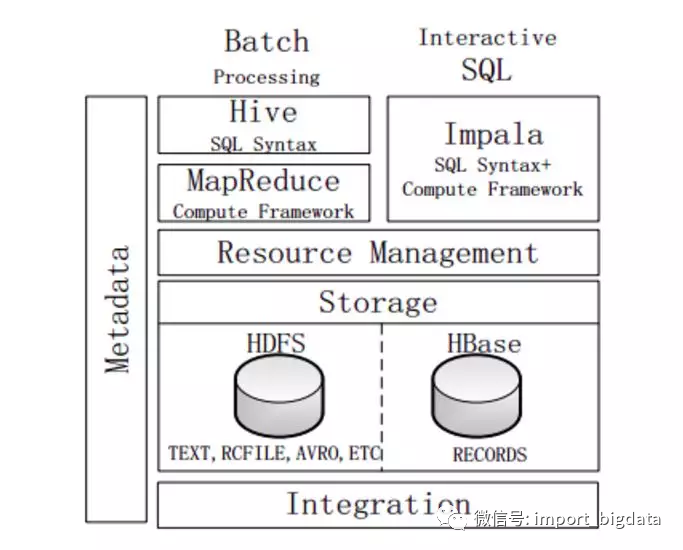 Batch
Processing
Interactive
SQL
Metadata
Hive
SQL Syntax
MapReduce
Compute Framework
Impala
SQL Syntax+
Compute Framework
Resource Management
Storage
HDFS
HBase
TEXT,RCFILE,AVRO,ETC
RECORDS
Integration
微信号: import_bigdata